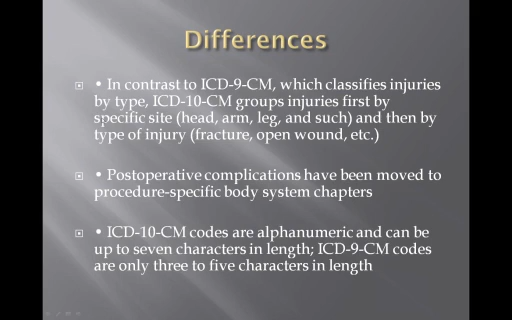 Differences
• In contrast to ICD-9-CM, which classifies injuries
by type, ICD-10-CM groups injuries first by
specific site (head, arm, leg, and such) and then by
type of injury (fracture, open wound, etc.)
• Postoperative complications have been moved to
procedure-specific body system chapters
• ICD-10-CM codes are alphanumeric and can be
up to seven characters in length; ICD-9-CM codes
are only three to five characters in length